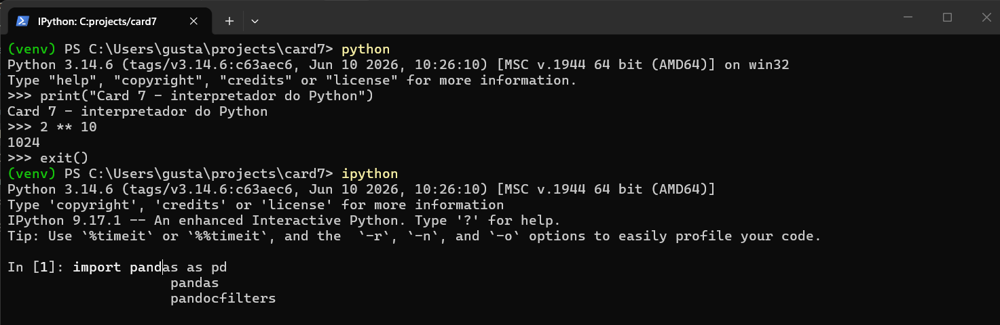 IPython: C:projects/card7
(venv) PS C:\Users\gusta\projects\card7> python
Python 3.14.6 (tags/v3.14.6:c63aec6, Jun 10 2026, 10:26:10) [MSC v.1944 64 bit (AMD64)] on win32
Type "help", "copyright", "credits" or "license" for more information.
>>> print("Card 7 - interpretador do Python")
Card 7 - interpretador do Python
>>> 2 ** 10
1024
>>> exit()
(venv) PS C:\Users\gusta\projects\card7> ipython
Python 3.14.6 (tags/v3.14.6:c63aec6, Jun 10 2026, 10:26:10) [MSC v.1944 64 bit (AMD64)]
Type 'copyright', 'credits' or 'license' for more information
IPython 9.17.1 -- An enhanced Interactive Python. Type '?' for help.
Tip: Use `%timeit` or `%%timeit`, and the  `-r`, `-n`, and `-o` options to easily profile your code.
In [1]: import pandas as pd
pandas
pandocfilters